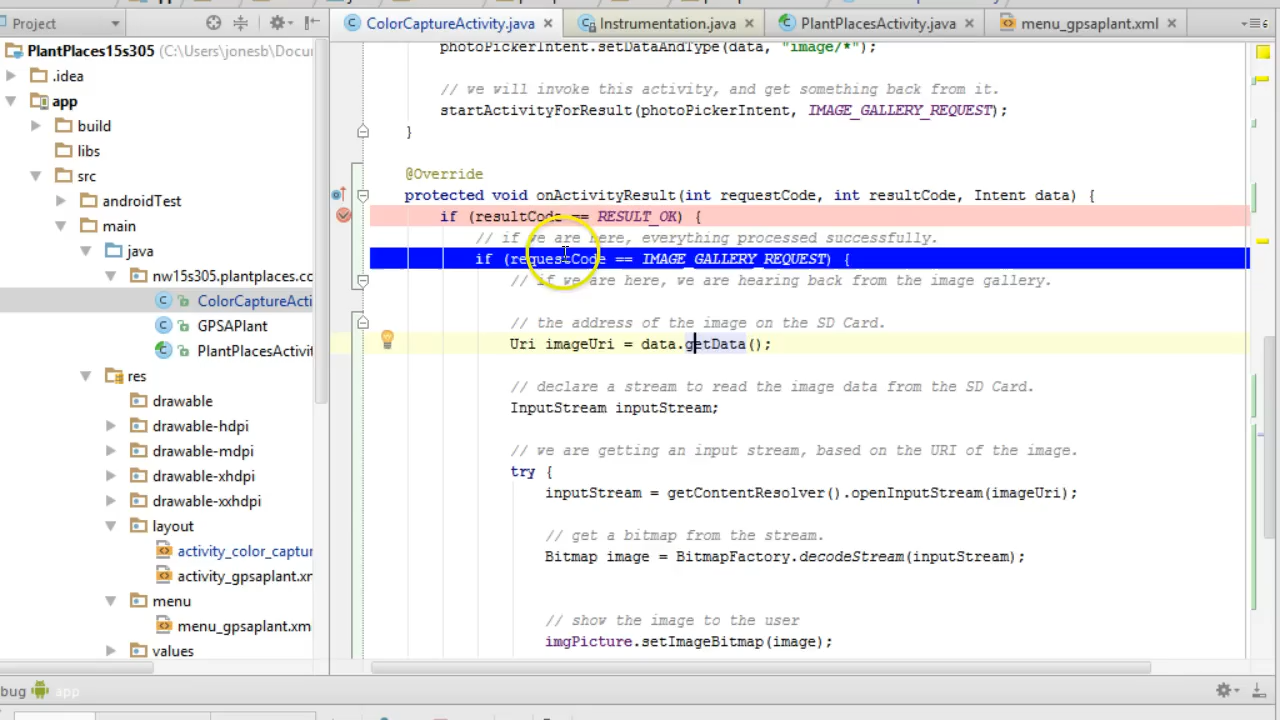 Project
ColorCaptureActivity.java
Instrumentation.java
PlantPlacesActivity.java
menu_gpsaplant.xml
PlantPlaces15s305 (C:\Users\jonesb\Docu
.idea
app
build
libs
src
androidTest
main
java
nw15s305.plantplaces.cc
ColorCaptureActi
GPSAPlant
PlantPlacesActivit
res
drawable
drawable-hdpi
drawable-mdpi
drawable-xhdpi
drawable-xxhdpi
layout
activity_color_captur
activity_gpsaplant.xn
menu
menu_gpsaplant.xm
values
photoPickerIntent.setDataAndType(data, "image/*");
// we will invoke this activity, and get something back from it.
startActivityForResult(photoPickerIntent, IMAGE_GALLERY_REQUEST);
}
@Override
protected void onActivityResult(int requestCode, int resultCode, Intent data) {
if (resultCode == RESULT_OK) {
// if we are here, everything processed successfully.
if (requestCode == IMAGE_GALLERY_REQUEST) {
// if we are here, we are hearing back from the image gallery.
// the address of the image on the SD Card.
Uri imageUri = data.getData();
// declare a stream to read the image data from the SD Card.
InputStream inputStream;
// we are getting an input stream, based on the URI of the image.
try {
inputStream = getContentResolver().openInputStream(imageUri);
// get a bitmap from the stream.
Bitmap image = BitmapFactory.decodeStream(inputStream);
// show the image to the user
imgPicture.setImageBitmap(image);
bug app